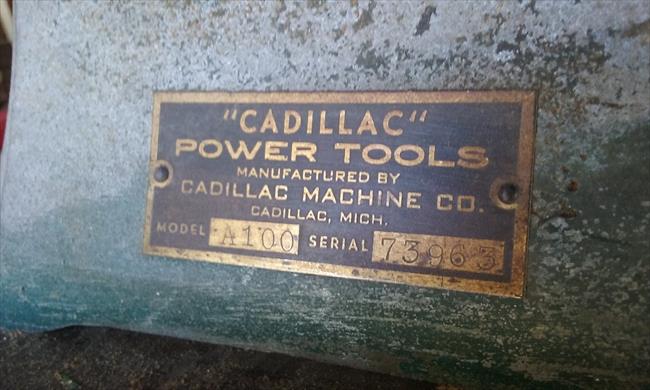 "CADILLAC"
POWER TOOLS
MANUFACTURED BY
CADILLAC MACHINE CO.
CADILLAC, MICH.
MODEL A100 SERIAL 73963